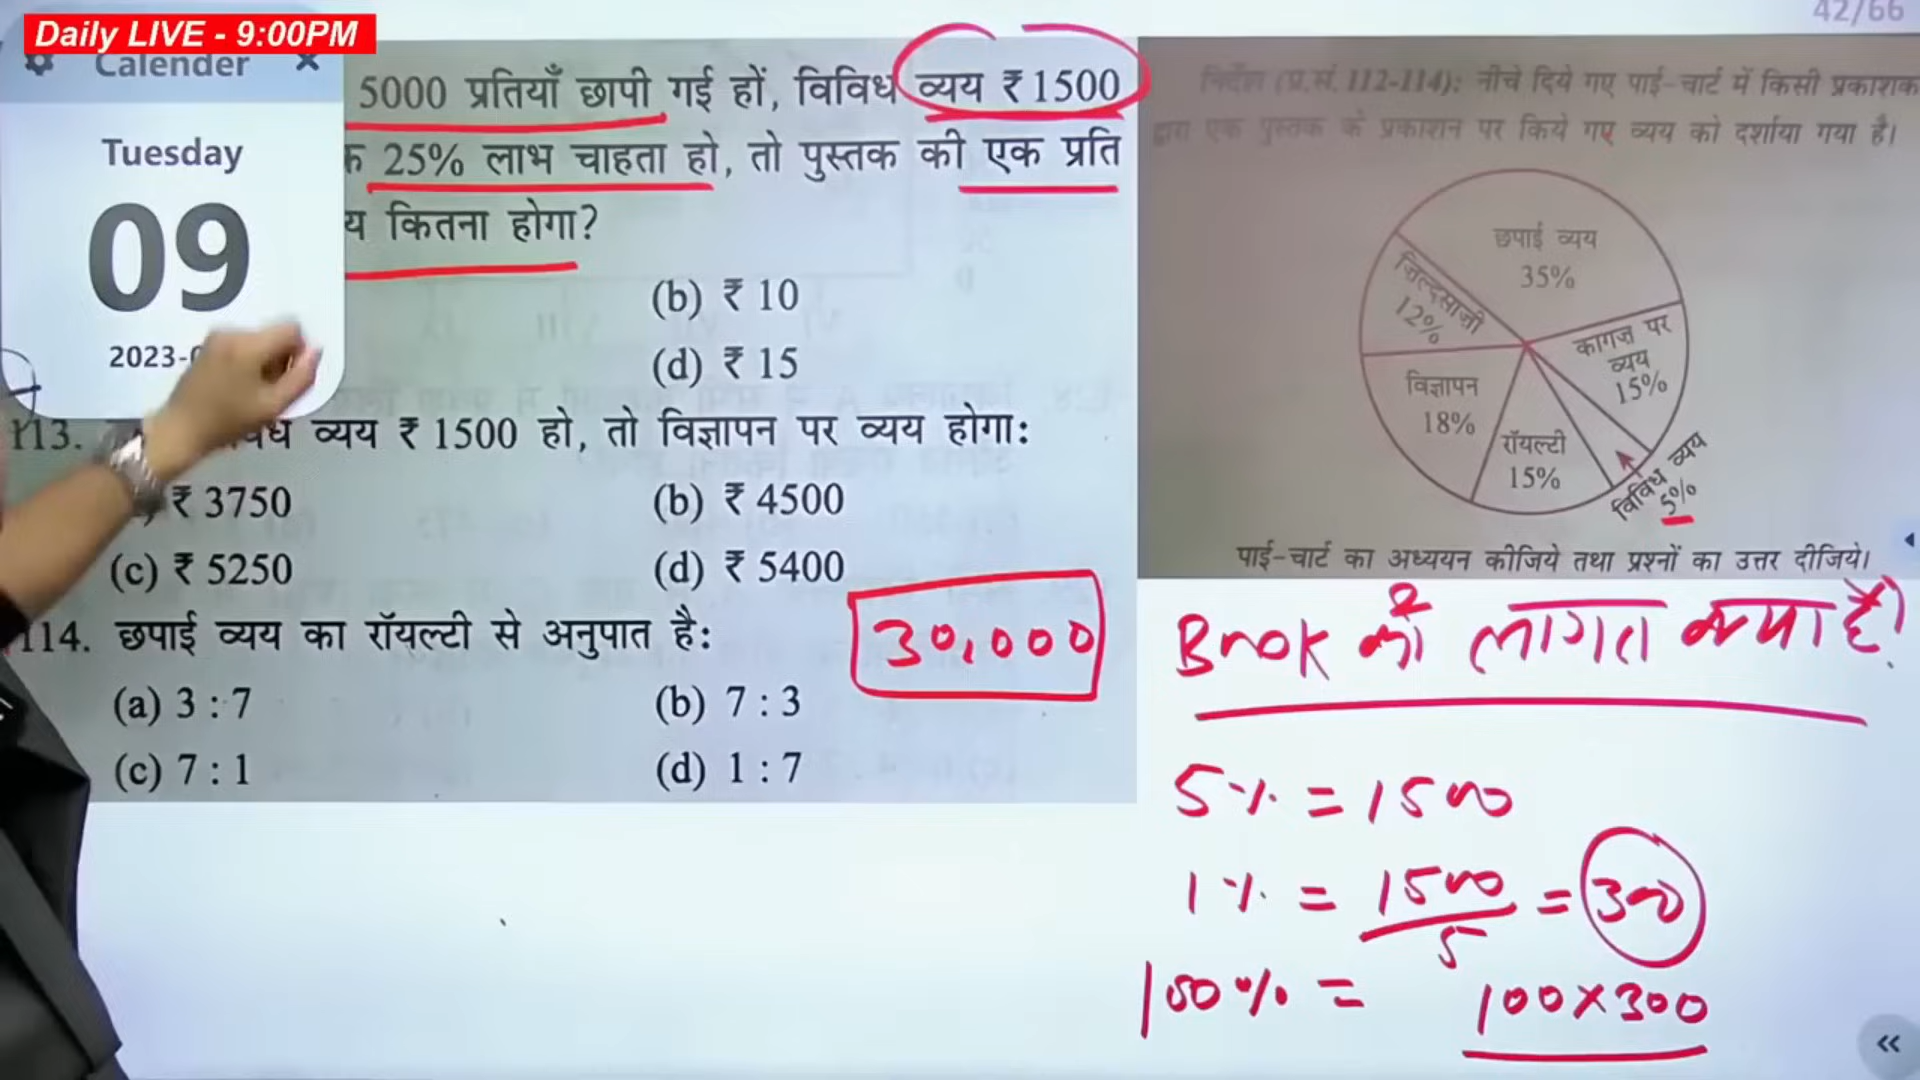 42/66
Daily LIVE - 9:00PM
Calender ×
Tuesday
09
2023-0
5000 प्रतियाँ छापी गई हों, विविध व्यय ₹ 1500
25% लाभ चाहता हो, तो पुस्तक की एक प्रति
य कितना होगा?
(b) ₹ 10
(d) ₹ 15
113. व्यय ₹ 1500 हो, तो विज्ञापन पर व्यय होगा:
₹ 3750 (b) ₹ 4500
(c) ₹ 5250 (d) ₹ 5400
114. छपाई व्यय का रॉयल्टी से अनुपात है:
(a) 3 : 7 (b) 7 : 3
(c) 7 : 1 (d) 1 : 7
30,000
निर्देश (प्र.सं. 112-114): नीचे दिये गए पाई-चार्ट में किसी प्रकाशक
द्वारा एक पुस्तक के प्रकाशन पर किये गए व्यय को दर्शाया गया है।
छपाई व्यय
35%
जिल्दसाज़ी
12%
कागज़ पर
व्यय
15%
विज्ञापन
18%
रॉयल्टी
15%
विविध व्यय
5%
पाई-चार्ट का अध्ययन कीजिये तथा प्रश्नों का उत्तर दीजिये।
Book की लागत क्या है?
5% = 1500
1% = 1500/5 = 300
100% = 100×300
«